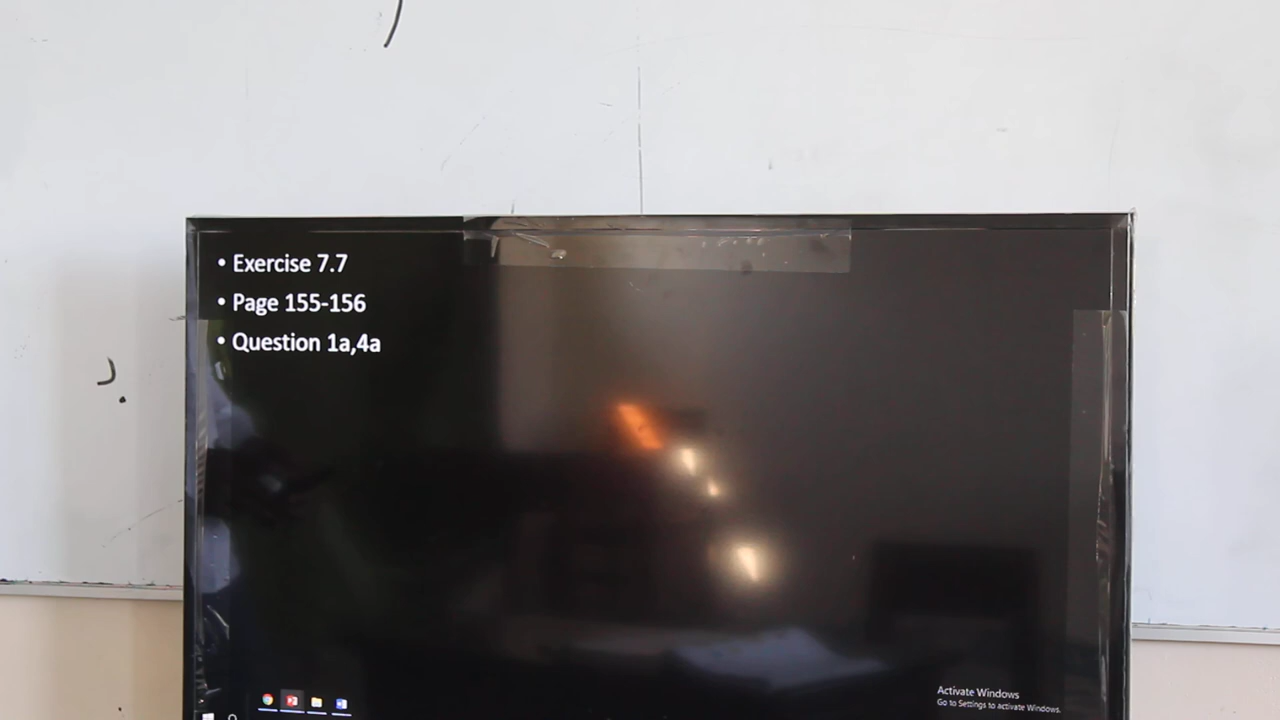 • Exercise 7.7
• Page 155-156
• Question 1a,4a
Activate Windows
Go to Settings to activate Windows.